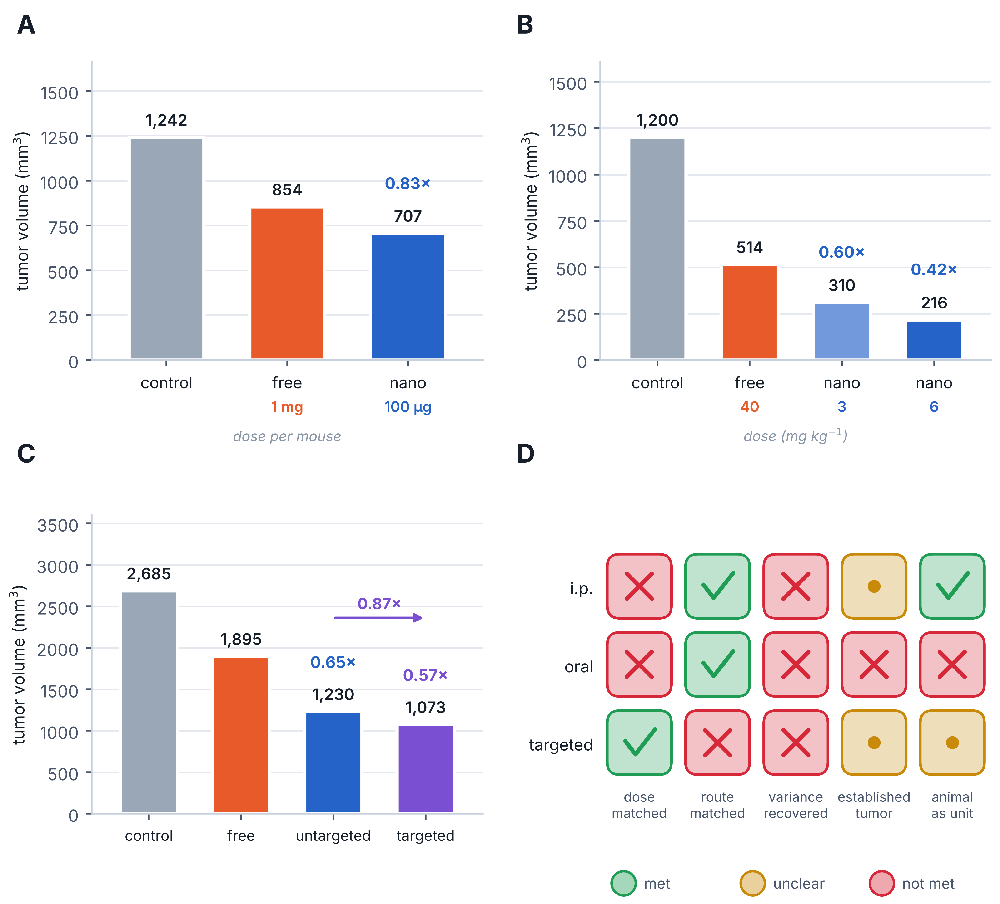 A
tumor volume (mm³)
1500
1250
1000
750
500
250
0
1,242
854
0.83×
707
control
free
nano
1 mg
100 µg
dose per mouse
B
tumor volume (mm³)
1500
1250
1000
750
500
250
0
1,200
514
0.60×
310
0.42×
216
control
free
nano
nano
40
3
6
dose (mg kg⁻¹)
C
tumor volume (mm³)
3500
3000
2500
2000
1500
1000
500
0
2,685
1,895
0.87×
0.65×
1,230
0.57×
1,073
control
free
untargeted
targeted
D
i.p.
oral
targeted
dose
matched
route
matched
variance
recovered
established
tumor
animal
as unit
met
unclear
not met